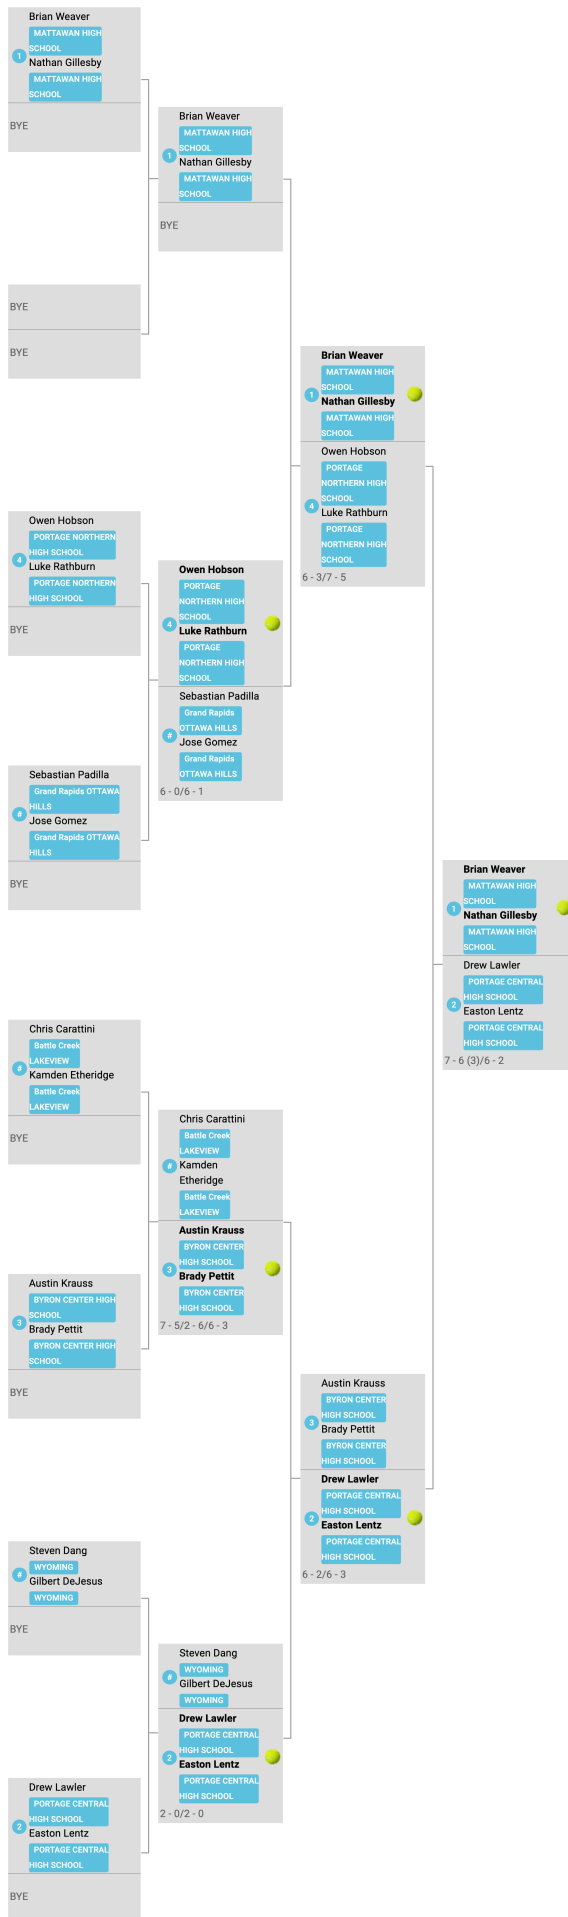 Brian Weaver
MATTAWAN HIGH
SCHOOL
1
Nathan Gillesby
MATTAWAN HIGH
SCHOOL
BYE
BYE
BYE
Owen Hobson
PORTAGE NORTHERN
HIGH SCHOOL
4
Luke Rathburn
PORTAGE NORTHERN
HIGH SCHOOL
BYE
Sebastian Padilla
Grand Rapids OTTAWA
HILLS
#
Jose Gomez
Grand Rapids OTTAWA
HILLS
BYE
Chris Carattini
Battle Creek
LAKEVIEW
#
Kamden Etheridge
Battle Creek
LAKEVIEW
BYE
Austin Krauss
BYRON CENTER HIGH
SCHOOL
3
Brady Pettit
BYRON CENTER HIGH
SCHOOL
BYE
Steven Dang
WYOMING
#
Gilbert DeJesus
WYOMING
BYE
Drew Lawler
PORTAGE CENTRAL
HIGH SCHOOL
2
Easton Lentz
PORTAGE CENTRAL
HIGH SCHOOL
BYE
Brian Weaver
MATTAWAN HIGH
SCHOOL
1
Nathan Gillesby
MATTAWAN HIGH
SCHOOL
BYE
Owen Hobson
PORTAGE
NORTHERN HIGH
SCHOOL
4
Luke Rathburn
PORTAGE
NORTHERN HIGH
SCHOOL
Sebastian Padilla
Grand Rapids
OTTAWA HILLS
#
Jose Gomez
Grand Rapids
OTTAWA HILLS
6 - 0/6 - 1
Chris Carattini
Battle Creek
LAKEVIEW
#
Kamden
Etheridge
Battle Creek
LAKEVIEW
Austin Krauss
BYRON CENTER
HIGH SCHOOL
3
Brady Pettit
BYRON CENTER
HIGH SCHOOL
7 - 5/2 - 6/6 - 3
Steven Dang
WYOMING
#
Gilbert DeJesus
WYOMING
Drew Lawler
PORTAGE CENTRAL
HIGH SCHOOL
2
Easton Lentz
PORTAGE CENTRAL
HIGH SCHOOL
2 - 0/2 - 0
Brian Weaver
MATTAWAN HIGH
SCHOOL
1
Nathan Gillesby
MATTAWAN HIGH
SCHOOL
Owen Hobson
PORTAGE
NORTHERN HIGH
SCHOOL
4
Luke Rathburn
PORTAGE
NORTHERN HIGH
SCHOOL
6 - 3/7 - 5
Austin Krauss
BYRON CENTER
HIGH SCHOOL
3
Brady Pettit
BYRON CENTER
HIGH SCHOOL
Drew Lawler
PORTAGE CENTRAL
HIGH SCHOOL
2
Easton Lentz
PORTAGE CENTRAL
HIGH SCHOOL
6 - 2/6 - 3
Brian Weaver
MATTAWAN HIGH
SCHOOL
1
Nathan Gillesby
MATTAWAN HIGH
SCHOOL
Drew Lawler
PORTAGE CENTRAL
HIGH SCHOOL
2
Easton Lentz
PORTAGE CENTRAL
HIGH SCHOOL
7 - 6 (3)/6 - 2